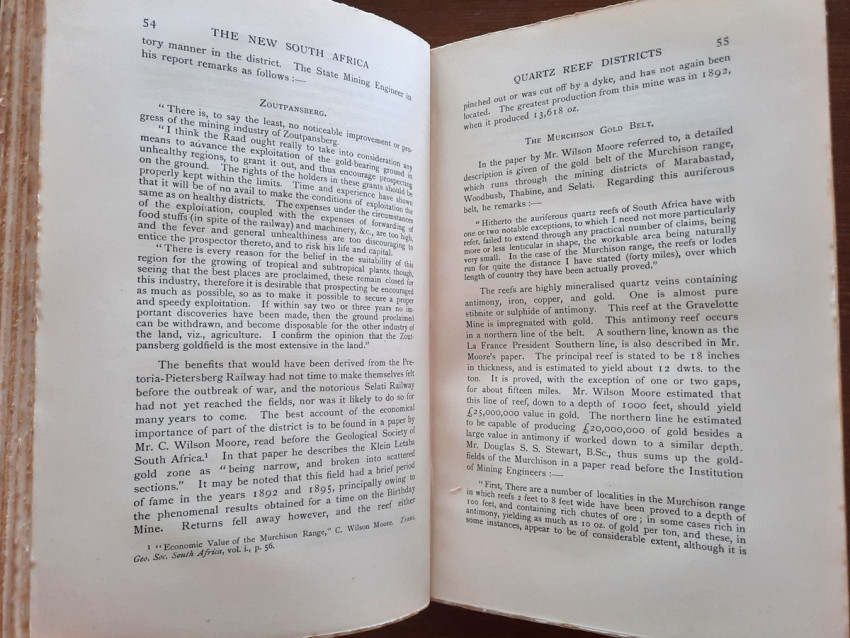 54
THE NEW SOUTH AFRICA
tory manner in the district. The State Mining Engineer in
his report remarks as follows :—
ZOUTPANSBERG.
“There is, to say the least, no noticeable improvement or pro-
gress of the mining industry of Zoutpansberg.
“I think the Raad ought really to take into consideration any
means to advance the exploitation of the gold-bearing ground in
unhealthy regions, to grant it out, and thus encourage prospecting
on the ground. The rights of the holders in these grants should be
properly kept within the limits. Time and experience have shown
that it will be of no avail to make the conditions of exploitation the
same as on healthy districts. The expenses under the circumstances
of the exploitation, coupled with the expenses of forwarding of
food stuffs (in spite of the railway) and machinery, &c., are too high,
and the fever and general unhealthiness are too discouraging to
entice the prospector thereto, and to risk his life and capital.
“There is every reason for the belief in the suitability of this
region for the growing of tropical and subtropical plants, though,
seeing that the best places are proclaimed, these remain closed for
this industry, therefore it is desirable that prospecting be encouraged
as much as possible, so as to make it possible to secure a proper
and speedy exploitation. If within say two or three years no im-
portant discoveries have been made, then the ground proclaimed
can be withdrawn, and become disposable for the other industry of
the land, viz., agriculture. I confirm the opinion that the Zout-
pansberg goldfield is the most extensive in the land.”
The benefits that would have been derived from the Pre-
toria-Pietersberg Railway had not time to make themselves felt
before the outbreak of war, and the notorious Selati Railway
had not yet reached the fields, nor was it likely to do so for
many years to come. The best account of the economical
importance of part of the district is to be found in a paper by
Mr. C. Wilson Moore, read before the Geological Society of
South Africa.¹ In that paper he describes the Klein Letaba
gold zone as “being narrow, and broken into scattered
sections.” It may be noted that this field had a brief period
of fame in the years 1892 and 1895, principally owing to
the phenomenal results obtained for a time on the Birthday
Mine. Returns fell away however, and the reef either
¹ “Economic Value of the Murchison Range,” C. Wilson Moore. Trans.
Geo. Soc. South Africa, vol. i., p. 56.
QUARTZ REEF DISTRICTS
55
pinched out or was cut off by a dyke, and has not again been
located. The greatest production from this mine was in 1892,
when it produced 13,618 oz.
THE MURCHISON GOLD BELT.
In the paper by Mr. Wilson Moore referred to, a detailed
description is given of the gold belt of the Murchison range,
which runs through the mining districts of Marabastad,
Woodbush, Thabine, and Selati. Regarding this auriferous
belt, he remarks :—
“Hitherto the auriferous quartz reefs of South Africa have with
one or two notable exceptions, to which I need not more particularly
refer, failed to extend through any practical number of claims, being
more or less lenticular in shape, the workable area being naturally
very small. In the case of the Murchison range, the reefs or lodes
run for quite the distance I have stated (forty miles), over which
length of country they have been actually proved.”
The reefs are highly mineralised quartz veins containing
antimony, iron, copper, and gold. One is almost pure
stibnite or sulphide of antimony. This reef at the Gravelotte
Mine is impregnated with gold. This antimony reef occurs
in a northern line of the belt. A southern line, known as the
La France President Southern line, is also described in Mr.
Moore's paper. The principal reef is stated to be 18 inches
in thickness, and is estimated to yield about 12 dwts. to the
ton. It is proved, with the exception of one or two gaps,
for about fifteen miles. Mr. Wilson Moore estimated that
this line of reef, down to a depth of 1000 feet, should yield
£25,000,000 value in gold. The northern line he estimated
to be capable of producing £20,000,000 of gold besides a
large value in antimony if worked down to a similar depth.
Mr. Douglas S. S. Stewart, B.Sc., thus sums up the gold-
fields of the Murchison in a paper read before the Institution
of Mining Engineers :—
“First, There are a number of localities in the Murchison range
in which reefs 2 feet to 8 feet wide have been proved to a depth of
100 feet, and containing rich chutes of ore ; in some cases rich in
antimony, yielding as much as 10 oz. of gold per ton, and these, in
some instances, appear to be of considerable extent, although it is